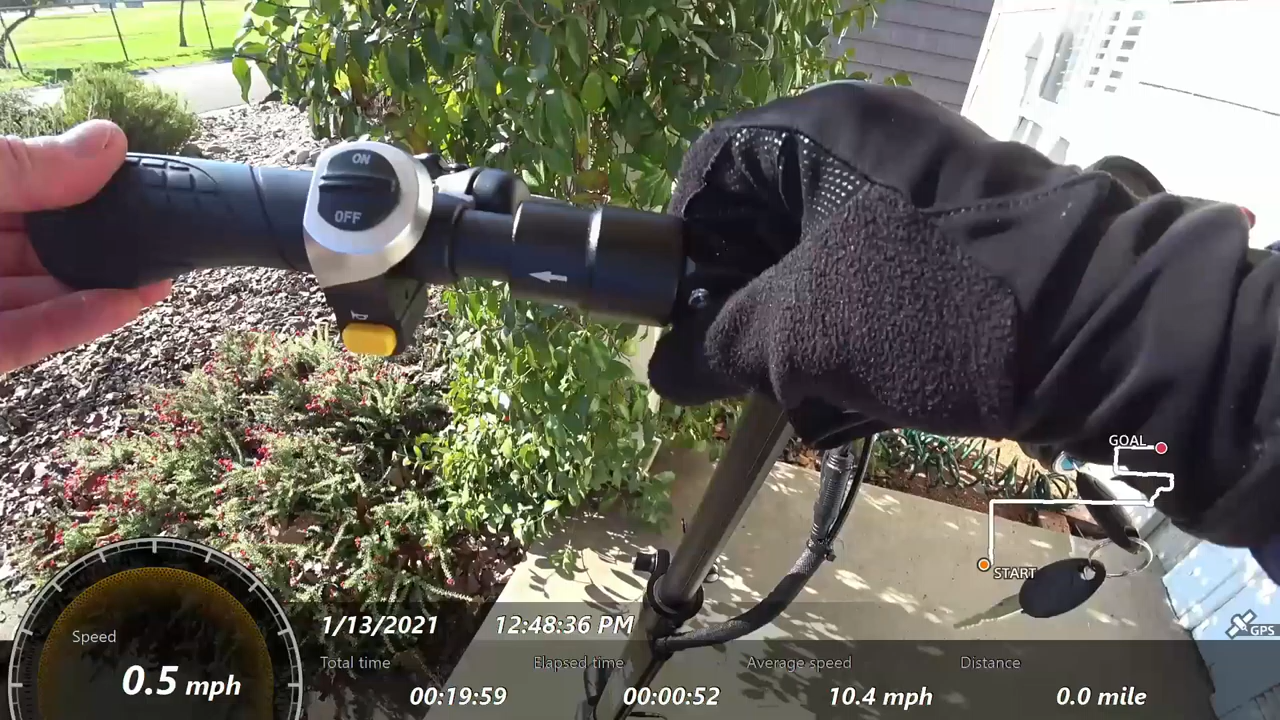 ON
OFF
GOAL
START
GPS
1/13/2021 12:48:36 PM
Speed
0.5 mph
Total time Elapsed time Average speed Distance
00:19:59 00:00:52 10.4 mph 0.0 mile